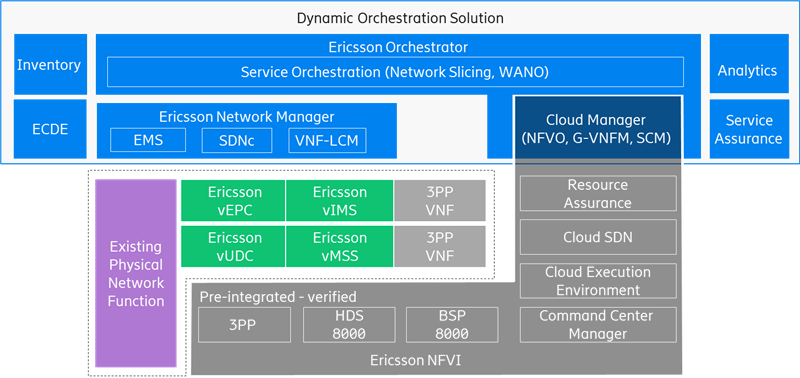 Dynamic Orchestration Solution
Inventory
Ericsson Orchestrator
Service Orchestration (Network Slicing, WANO)
Analytics
ECDE
Ericsson Network Manager
EMS
SDNc
VNF-LCM
Cloud Manager
(NFVO, G-VNFM, SCM)
Service
Assurance
Existing
Physical
Network
Function
Ericsson
vEPC
Ericsson
vIMS
3PP
VNF
Ericsson
vUDC
Ericsson
vMSS
3PP
VNF
Resource
Assurance
Cloud SDN
Cloud Execution
Environment
Command Center
Manager
Pre-integrated - verified
3PP
HDS
8000
BSP
8000
Ericsson NFVI